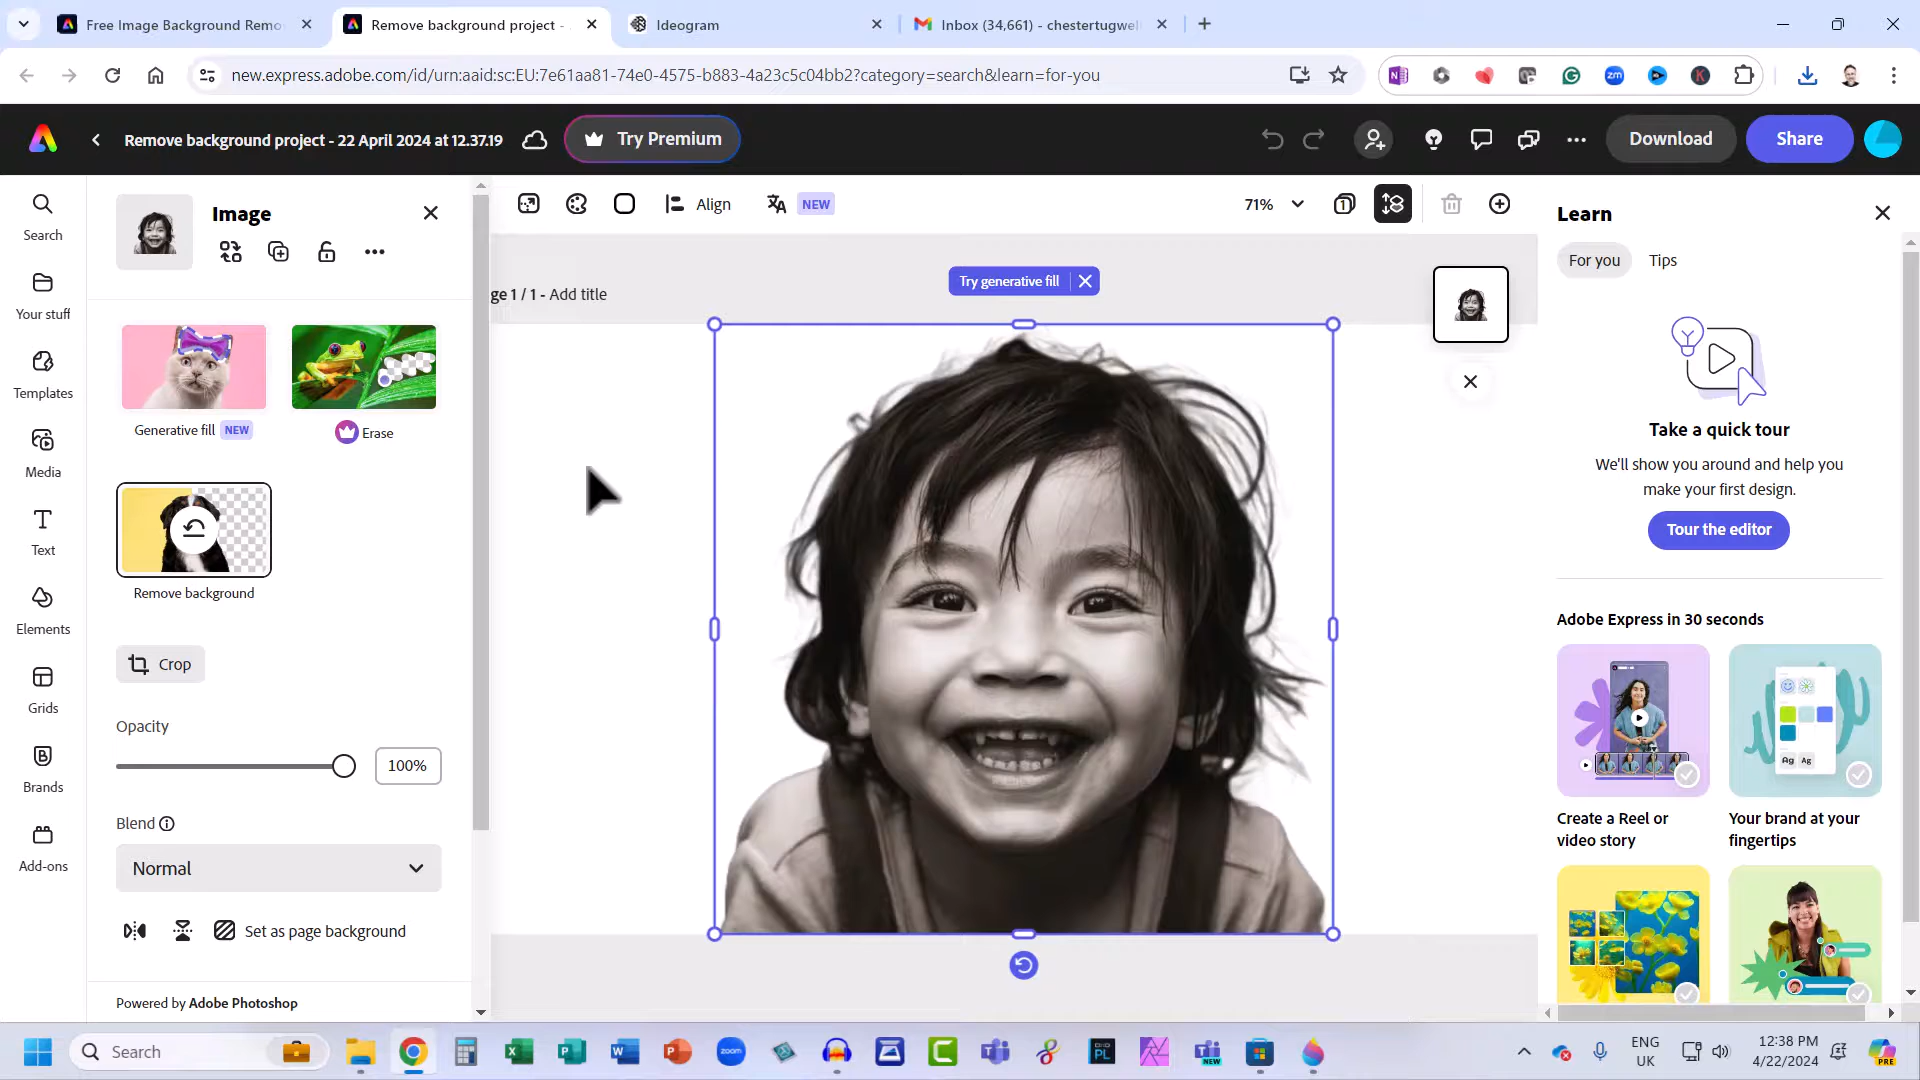 Free Image Background Remo
Remove background project -
Ideogram
Inbox (34,661) - chestertugwel
new.express.adobe.com/id/urn:aaid:sc:EU:7e61aa81-74e0-4575-b883-4a23c5c04bb2?category=search&learn=for-you
Remove background project - 22 April 2024 at 12.37.19
Try Premium
Download
Share
Search
Your stuff
Templates
Media
Text
Elements
Grids
Brands
Add-ons
Image
Generative fill NEW
Erase
Remove background
Crop
Opacity
100%
Blend
Normal
Set as page background
Powered by Adobe Photoshop
Align
NEW
71%
1
ge 1 / 1 - Add title
Try generative fill
Learn
For you
Tips
Take a quick tour
We'll show you around and help you
make your first design.
Tour the editor
Adobe Express in 30 seconds
Ag Ag
Create a Reel or
video story
Your brand at your
fingertips
Search
zoom
NEW
ENG
UK
12:38 PM
4/22/2024
PRE